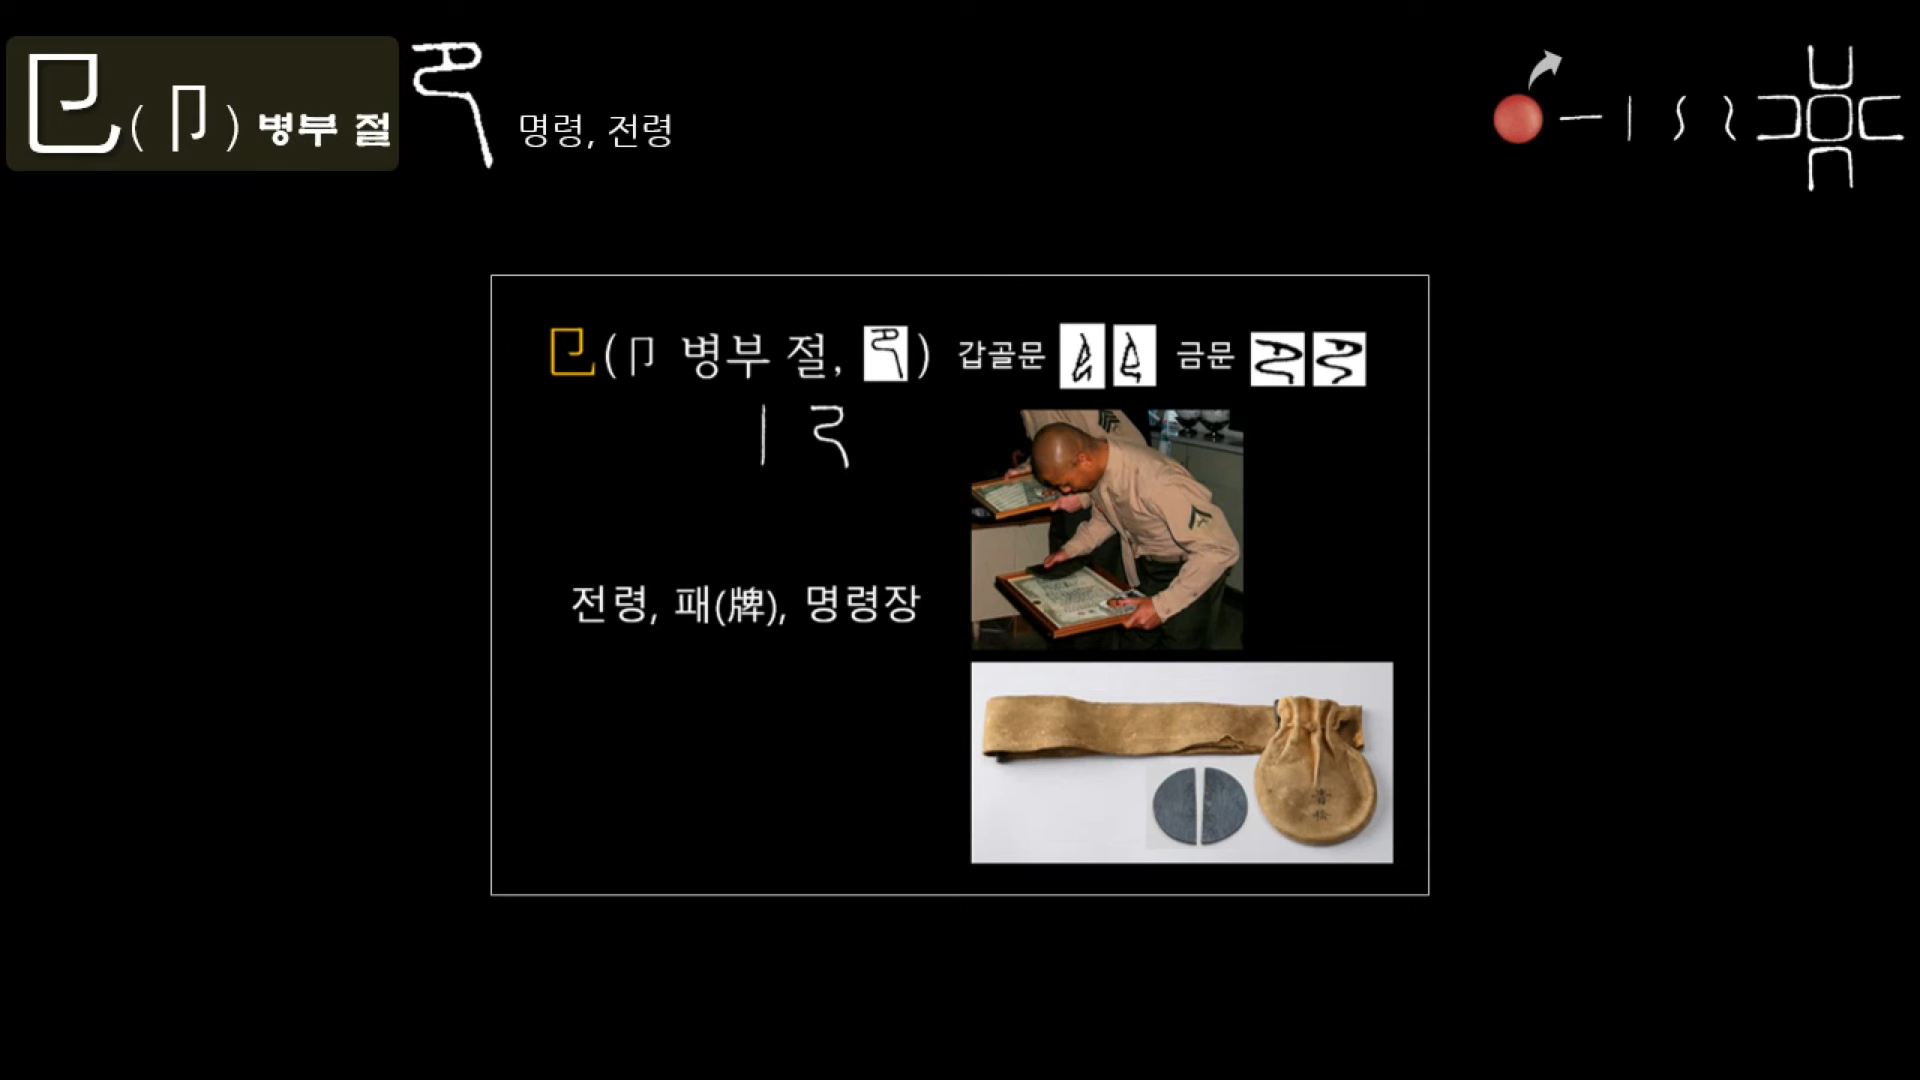 㔾(卩) 병부 절 명령, 전령
㔾(卩 병부 절, ) 갑골문 금문
전령, 패(牌), 명령장